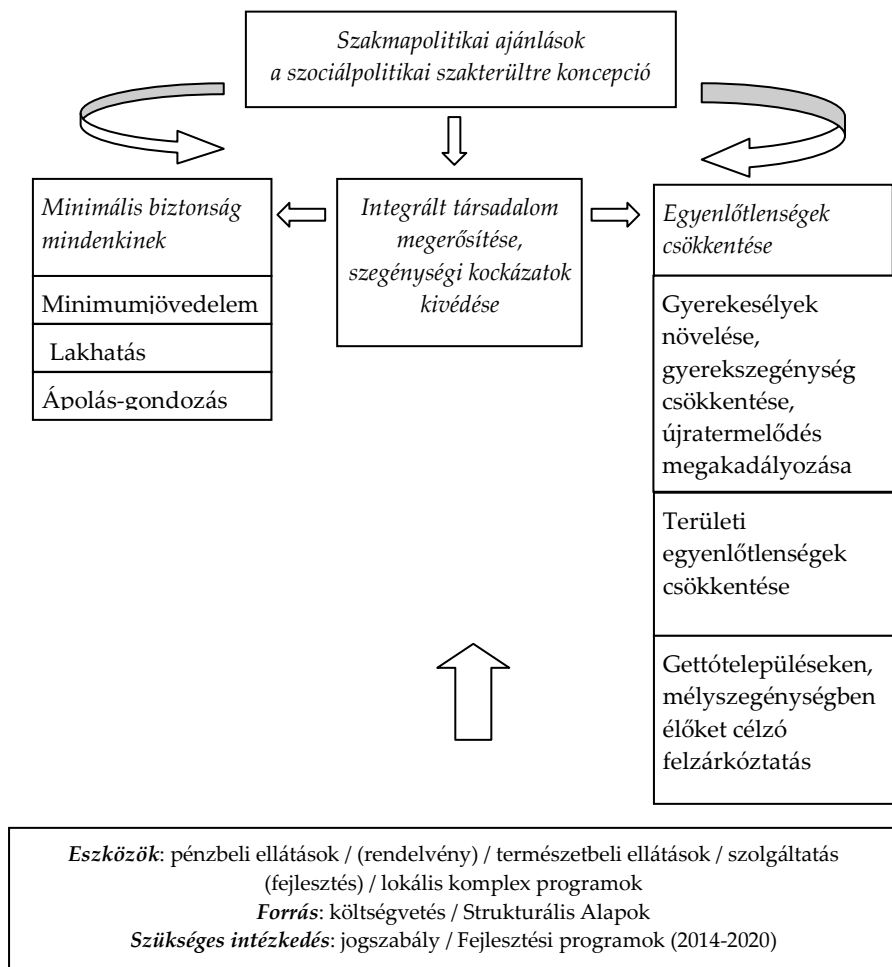 Szakmapolitikai ajánlások
a szociálpolitikai szakterültre koncepció
Minimális biztonság
mindenkinek
Minimumjövedelem
Lakhatás
Ápolás-gondozás
Integrált társadalom
megerősítése,
szegénységi kockázatok
kivédése
Egyenlőtlenségek
csökkentése
Gyerekesélyek
növelése,
gyerekszegénység
csökkentése,
újratermelődés
megakadályozása
Területi
egyenlőtlenségek
csökkentése
Gettótelepüléseken,
mélyszegénységben
élőket célzó
felzárkóztatás
Eszközök: pénzbeli ellátások / (rendelvény) / természetbeli ellátások / szolgáltatás
(fejlesztés) / lokális komplex programok
Forrás: költségvetés / Strukturális Alapok
Szükséges intézkedés: jogszabály / Fejlesztési programok (2014-2020)